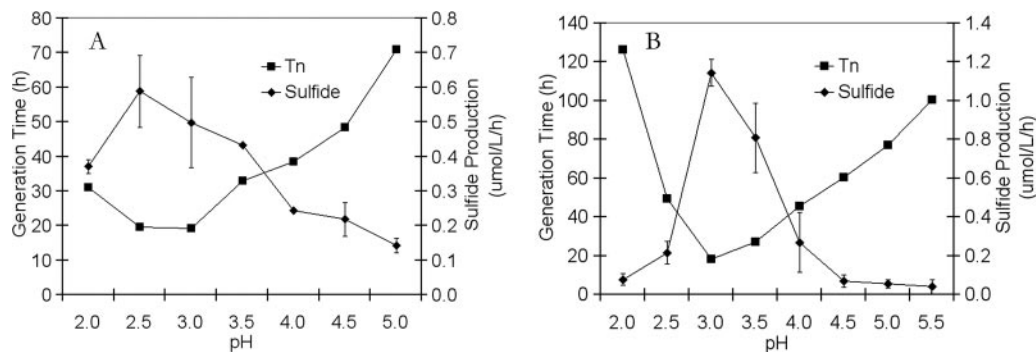 A
Generation Time (h)
80
70
60
50
40
30
20
10
0
Tn
Sulfide
0.8
0.7
0.6
0.5
0.4
0.3
0.2
0.1
0.0
Sulfide Production
(umol/L/h)
2.0 2.5 3.0 3.5 4.0 4.5 5.0
pH
B
Generation Time (h)
140
120
100
80
60
40
20
0
Tn
Sulfide
1.4
1.2
1.0
0.8
0.6
0.4
0.2
0.0
Sulfide Production
(umol/L/h)
2.0 2.5 3.0 3.5 4.0 4.5 5.0 5.5
pH